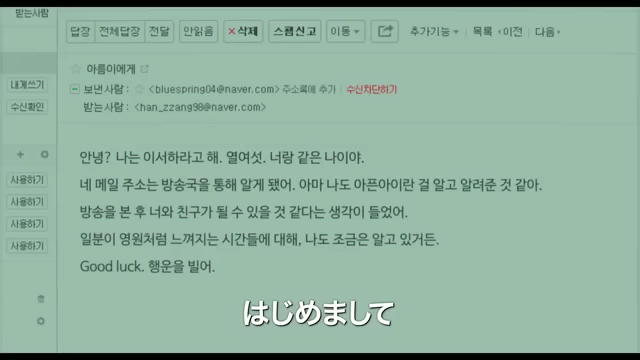 받는사람
답장 전체답장 전달 안읽음 ×삭제 스팸신고 이동 추가기능 목록 이전 다음
아름이에게
내게쓰기
보낸사람 : <bluespring04@naver.com> 주소록에 추가 수신차단하기
수신확인
받는사람 : <han_zzang98@naver.com>
안녕? 나는 이서하라고 해. 열여섯. 너랑 같은 나이야.
사용하기
네 메일 주소는 방송국을 통해 알게 됐어. 아마 나도 아픈아이란 걸 알고 알려준 것 같아.
사용하기
방송을 본 후 너와 친구가 될 수 있을 것 같다는 생각이 들었어.
사용하기
일분이 영원처럼 느껴지는 시간들에 대해, 나도 조금은 알고 있거든.
사용하기
Good luck. 행운을 빌어.
はじめまして